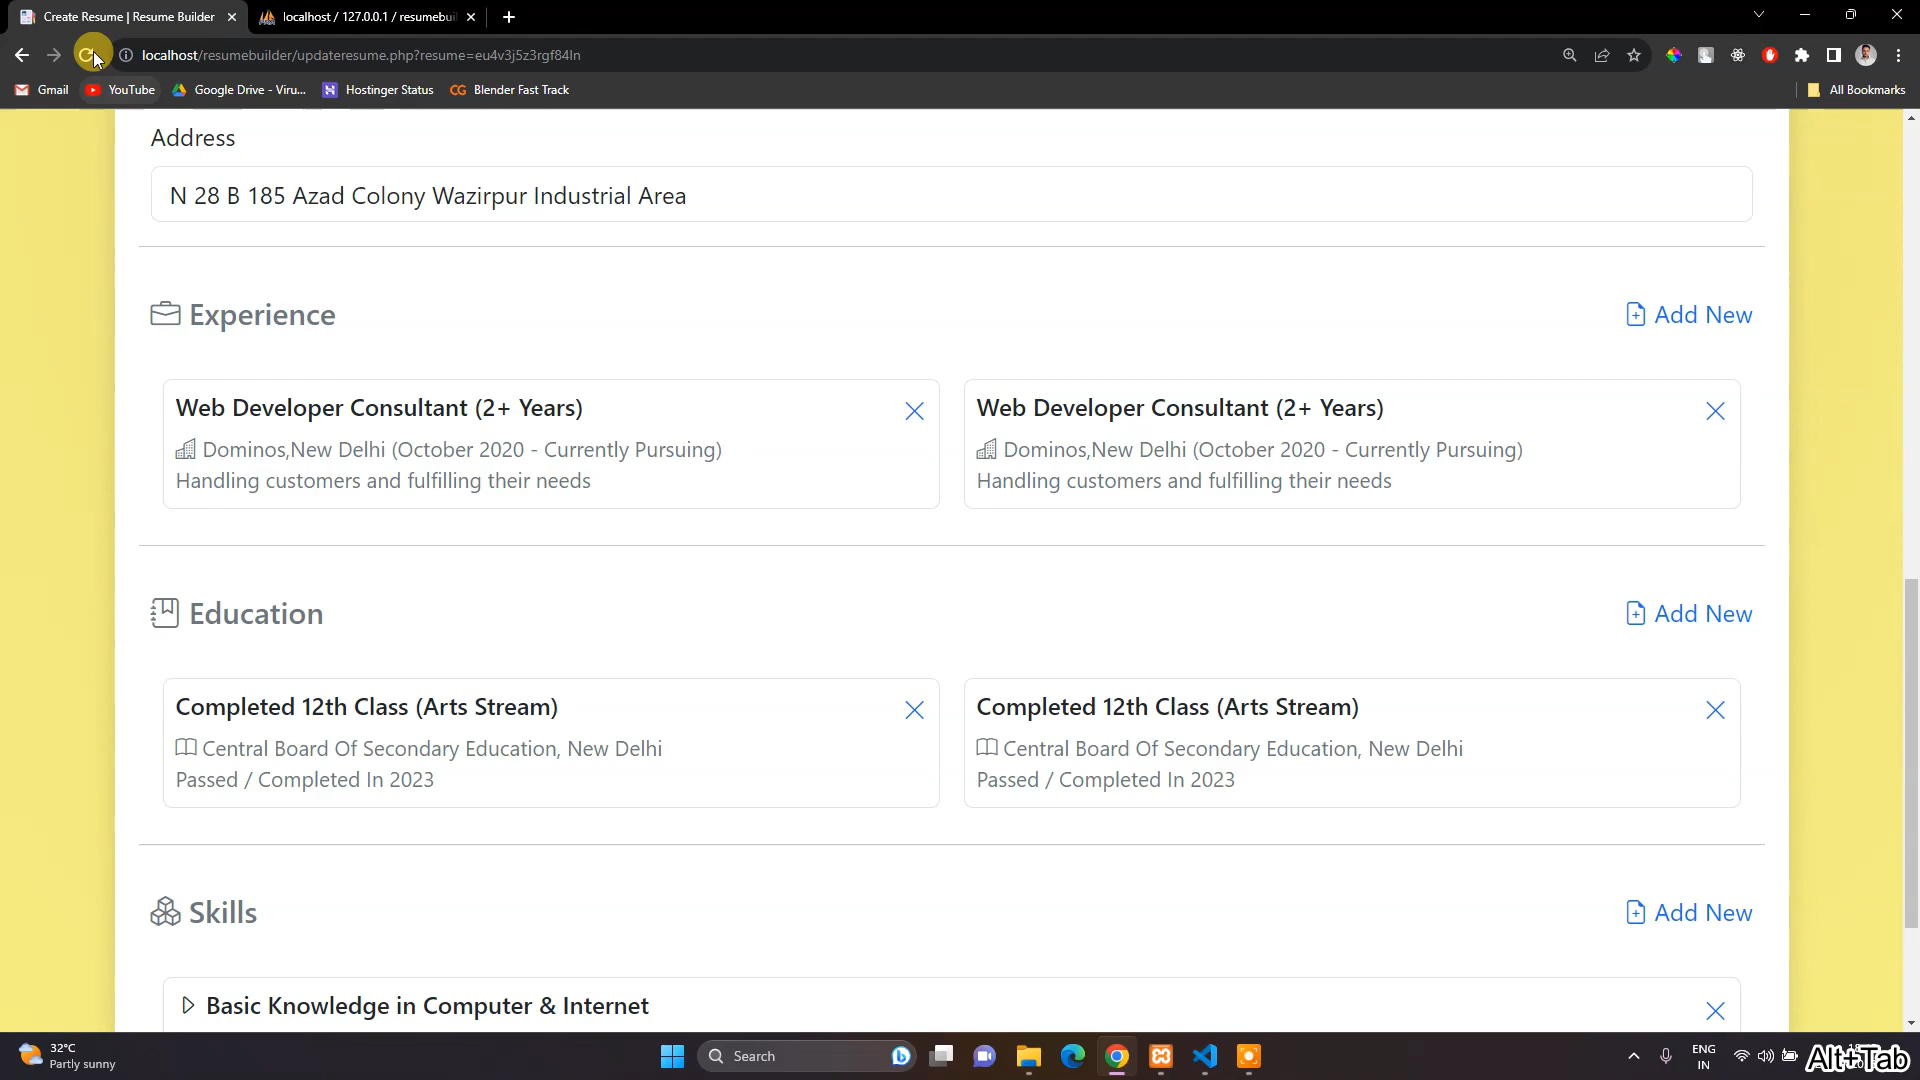 Create Resume | Resume Builder
localhost / 127.0.0.1 / resumebui
localhost/resumebuilder/updateresume.php?resume=eu4v3j5z3rgf84ln
Gmail
YouTube
Google Drive - Viru...
Hostinger Status
CG Blender Fast Track
All Bookmarks
Address
N 28 B 185 Azad Colony Wazirpur Industrial Area
Experience
Add New
Web Developer Consultant (2+ Years)
Dominos,New Delhi (October 2020 - Currently Pursuing)
Handling customers and fulfilling their needs
Web Developer Consultant (2+ Years)
Dominos,New Delhi (October 2020 - Currently Pursuing)
Handling customers and fulfilling their needs
Education
Add New
Completed 12th Class (Arts Stream)
Central Board Of Secondary Education, New Delhi
Passed / Completed In 2023
Completed 12th Class (Arts Stream)
Central Board Of Secondary Education, New Delhi
Passed / Completed In 2023
Skills
Add New
Basic Knowledge in Computer & Internet
32°C
Partly sunny
Search
ENG
IN
Alt+Tab